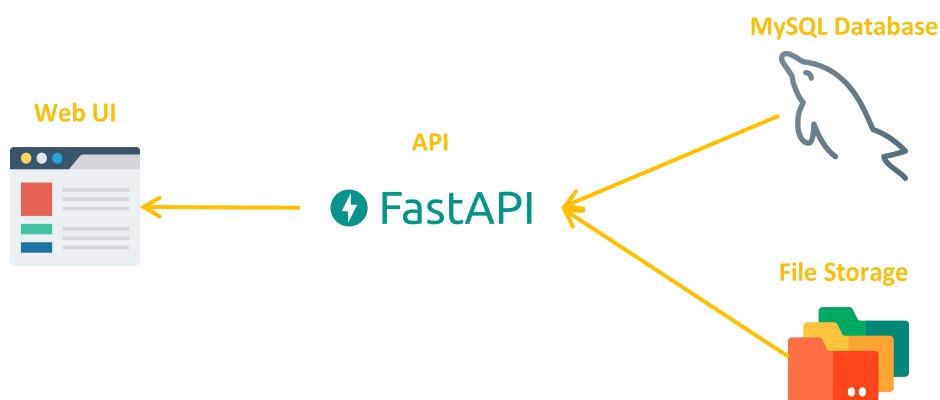 MySQL Database
Web UI
API
FastAPI
File Storage